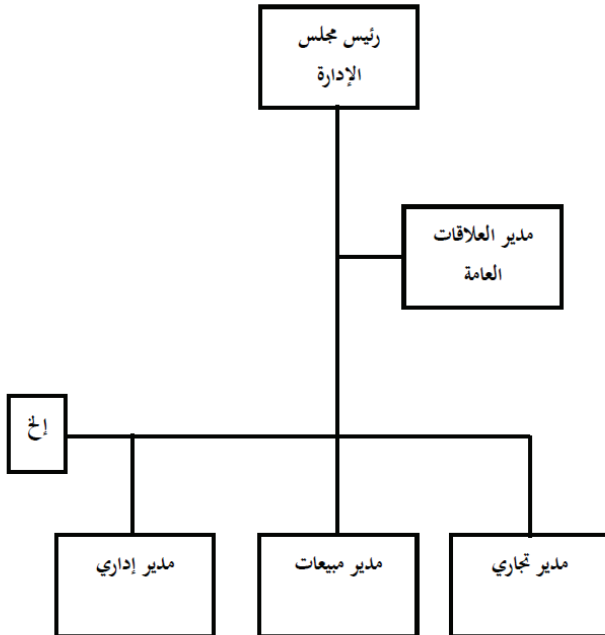 رئيس مجلس
الإدارة
مدير العلاقات
العامة
إلخ
مدير تجاري
مدير مبيعات
مدير إداري